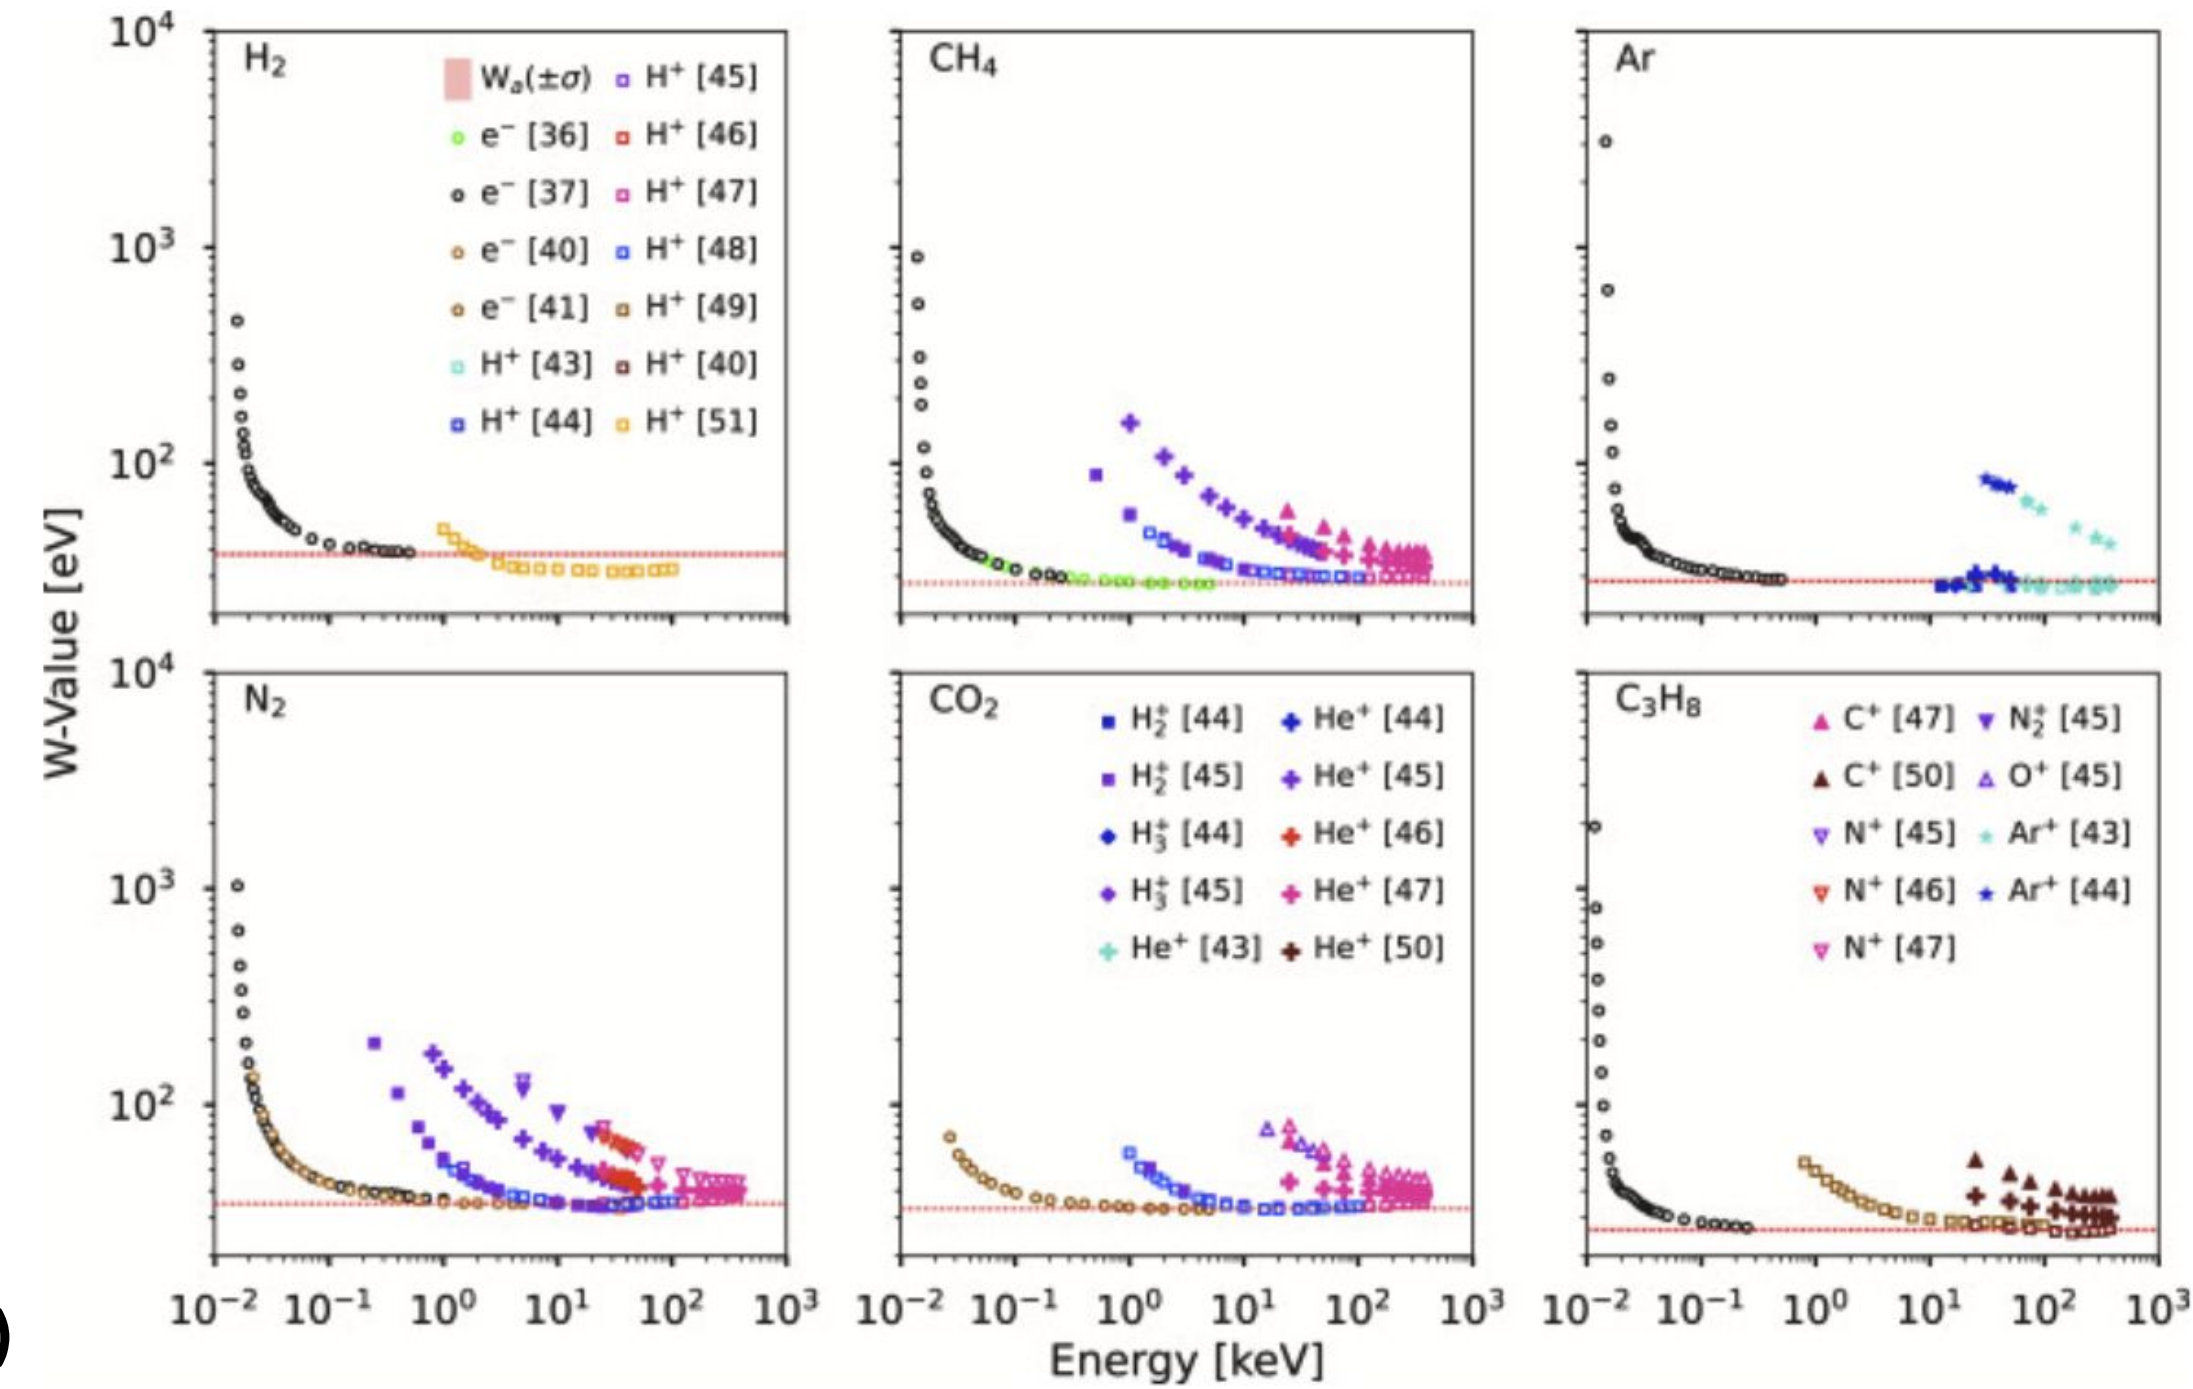 10⁴
10³
10²
H₂
Wₐ(±σ)
e⁻ [36]
e⁻ [37]
e⁻ [40]
e⁻ [41]
H⁺ [43]
H⁺ [44]
H⁺ [45]
H⁺ [46]
H⁺ [47]
H⁺ [48]
H⁺ [49]
H⁺ [40]
H⁺ [51]
CH₄
Ar
W-Value [eV]
10⁴
10³
10²
N₂
CO₂
H₂⁺ [44]
H₂⁺ [45]
H₃⁺ [44]
H₃⁺ [45]
He⁺ [43]
He⁺ [44]
He⁺ [45]
He⁺ [46]
He⁺ [47]
He⁺ [50]
C₃H₈
C⁺ [47]
C⁺ [50]
N⁺ [45]
N⁺ [46]
N⁺ [47]
N₂⁺ [45]
O⁺ [45]
Ar⁺ [43]
Ar⁺ [44]
10⁻² 10⁻¹ 10⁰ 10¹ 10² 10³
10⁻² 10⁻¹ 10⁰ 10¹ 10² 10³
10⁻² 10⁻¹ 10⁰ 10¹ 10² 10³
Energy [keV]
)